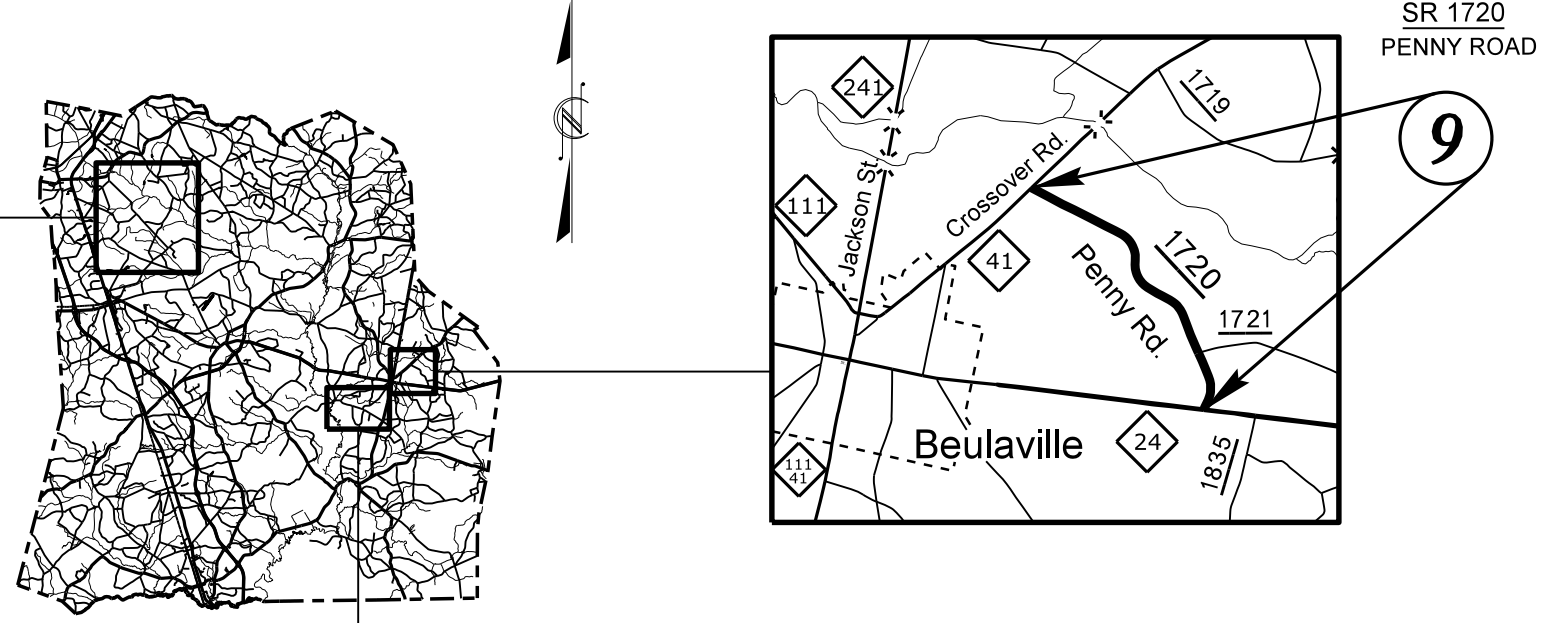 SR 1720
PENNY ROAD
9
N
241
1719
Crossover Rd.
Jackson St.
111
41
1720
Penny Rd.
1721
Beulaville
24
1835
111
41